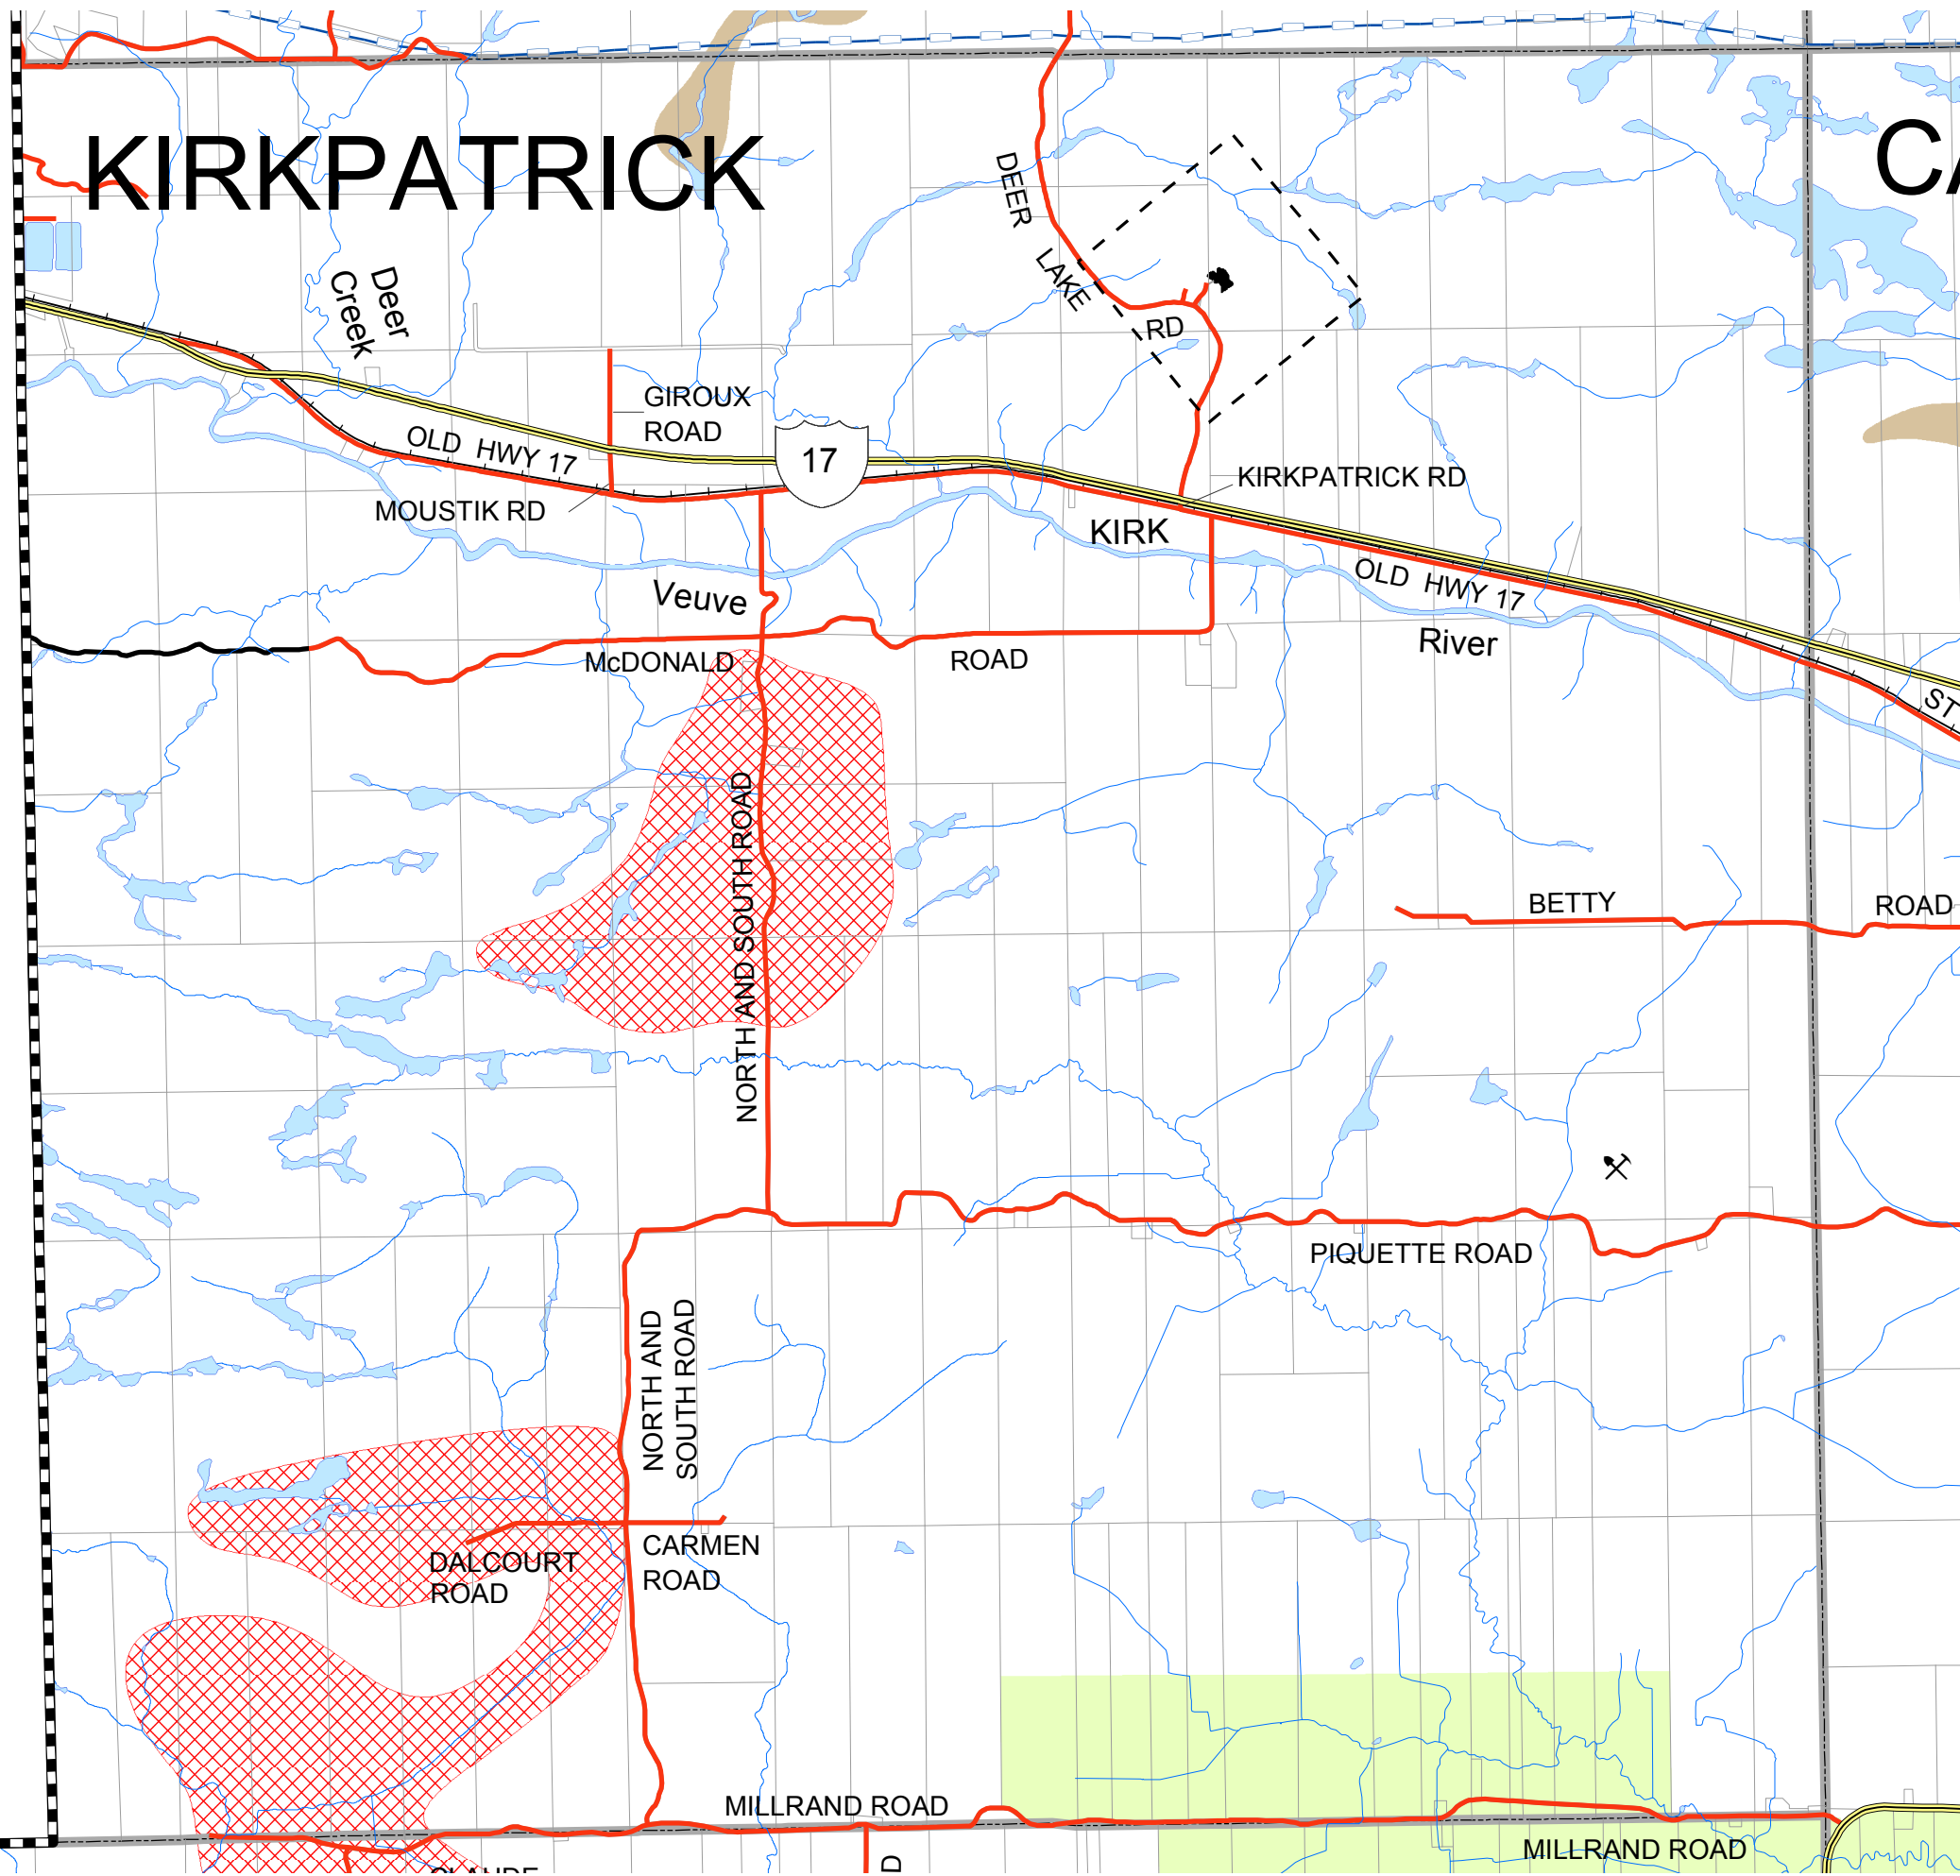 KIRKPATRICK
CA
DEER
LAKE
RD
Deer
Creek
GIROUX
ROAD
OLD HWY 17
17
MOUSTIK RD
KIRKPATRICK RD
KIRK
OLD HWY 17
Veuve
River
McDONALD
ROAD
ST
NORTH AND SOUTH ROAD
BETTY
ROAD
PIQUETTE ROAD
NORTH AND
SOUTH ROAD
CARMEN
ROAD
DALCOURT
ROAD
MILLRAND ROAD
MILLRAND ROAD
D